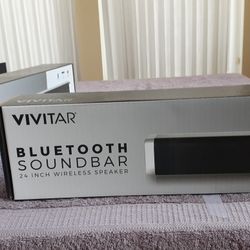 VIVITAR
BLUETOOTH
SOUNDBAR
24 INCH WIRELESS SPEAKER